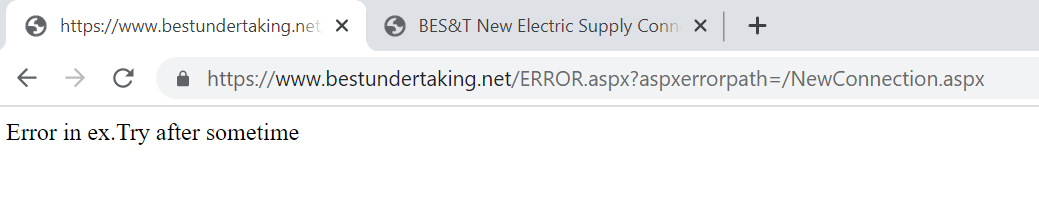 https://www.bestundertaking.net
BES&T New Electric Supply Conn
https://www.bestundertaking.net/ERROR.aspx?aspxerrorpath=/NewConnection.aspx
Error in ex.Try after sometime